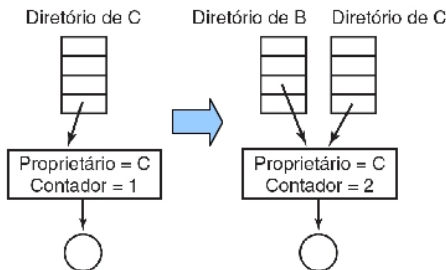 Diretório de C
Diretório de B
Diretório de C
Proprietário = C
Contador = 1
Proprietário = C
Contador = 2